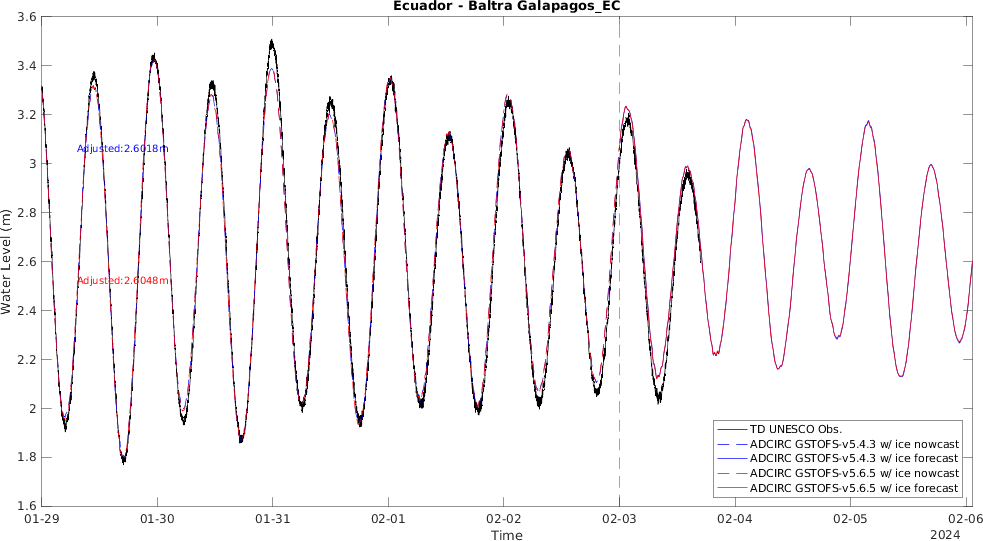 Ecuador - Baltra Galapagos_EC
3.6
3.4
3.2
3
2.8
2.6
2.4
2.2
2
1.8
1.6
Water Level (m)
Adjusted:2.6018m
Adjusted:2.6048m
TD UNESCO Obs.
ADCIRC GSTOFS-v5.4.3 w/ ice nowcast
ADCIRC GSTOFS-v5.4.3 w/ ice forecast
ADCIRC GSTOFS-v5.6.5 w/ ice nowcast
ADCIRC GSTOFS-v5.6.5 w/ ice forecast
01-29 01-30 01-31 02-01 02-02 02-03 02-04 02-05 02-06
Time
2024